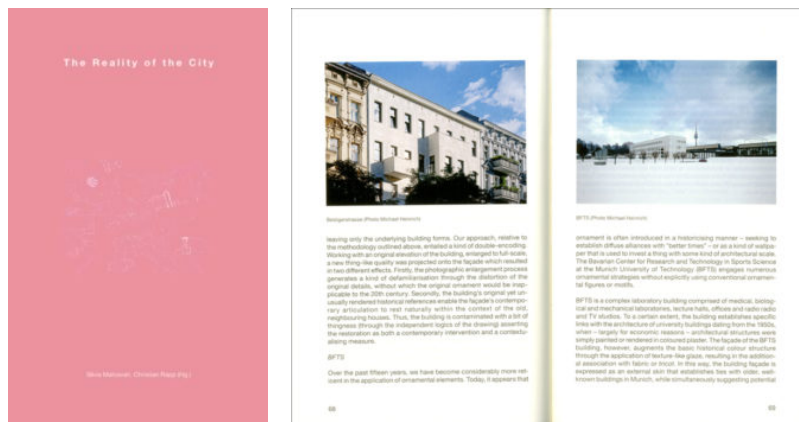 The Reality of the City
Christian Rapp (Hg.)
(Photo Michael Heinrich)
leaving only the underlying building forms. Our approach, relative to
the methodology outlined above, entailed a kind of double-encoding.
Working with an original elevation of the building, enlarged to full-scale,
a new thing-like quality was projected onto the façade which resulted
in two different effects. Firstly, the photographic enlargement process
generates a kind of defamiliarisation through the distortion of the
original details, without which the original ornament would be inap-
plicable to the 20th century. Secondly, the building's original yet un-
usually rendered historical references enable the façade's contempo-
rary articulation to rest naturally within the context of the old,
neighbouring houses. Thus, the building is contaminated with a bit of
thingness (through the independent logics of the drawing) asserting
the restoration as both a contemporary intervention and a contextu-
alising measure.
BFTS
Over the past fifteen years, we have become considerably more ret-
icent in the application of ornamental elements. Today, it appears that
68
BFTS (Photo Michael Heinrich)
ornament is often introduced in a historicising manner – seeking to
establish diffuse alliances with "better times" – or as a kind of wallpa-
per that is used to invest a thing with some kind of architectural scale.
The Bavarian Center for Research and Technology in Sports Science
at the Munich University of Technology (BFTS) engages numerous
ornamental strategies without explicitly using conventional ornamen-
tal figures or motifs.
BFTS is a complex laboratory building comprised of medical, biolog-
ical and mechanical laboratories, lecture halls, offices and radio radio
and TV studios. To a certain extent, the building establishes specific
links with the architecture of university buildings dating from the 1950s,
when – largely for economic reasons – architectural structures were
simply painted or rendered in coloured plaster. The façade of the BFTS
building, however, augments the basic historical colour structure
through the application of texture-like glaze, resulting in the addition-
al association with fabric or tricot. In this way, the building façade is
expressed as an external skin that establishes ties with older, well-
known buildings in Munich, while simultaneously suggesting potential
69